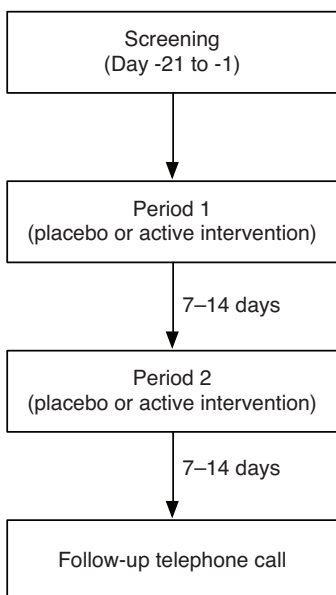 Screening
(Day -21 to -1)
Period 1
(placebo or active intervention)
7–14 days
Period 2
(placebo or active intervention)
7–14 days
Follow-up telephone call